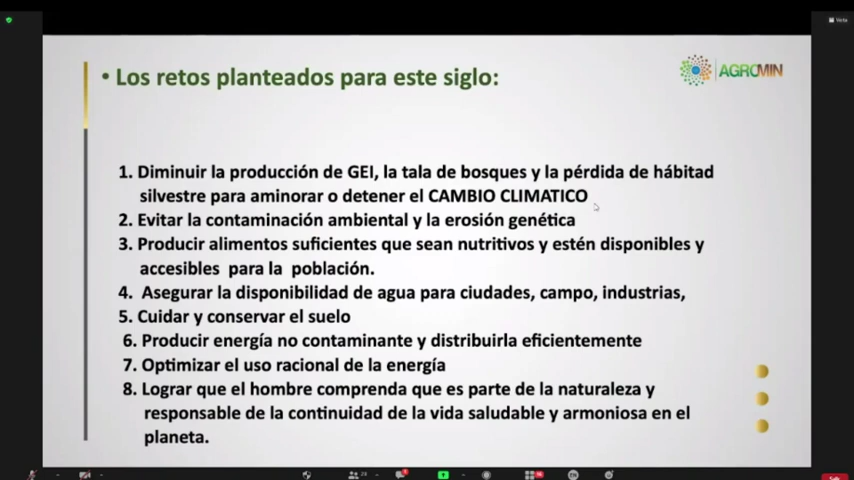 • Los retos planteados para este siglo:
AGROMIN
1. Diminuir la producción de GEI, la tala de bosques y la pérdida de hábitad
silvestre para aminorar o detener el CAMBIO CLIMATICO
2. Evitar la contaminación ambiental y la erosión genética
3. Producir alimentos suficientes que sean nutritivos y estén disponibles y
accesibles para la población.
4. Asegurar la disponibilidad de agua para ciudades, campo, industrias,
5. Cuidar y conservar el suelo
6. Producir energía no contaminante y distribuirla eficientemente
7. Optimizar el uso racional de la energía
8. Lograr que el hombre comprenda que es parte de la naturaleza y
responsable de la continuidad de la vida saludable y armoniosa en el
planeta.